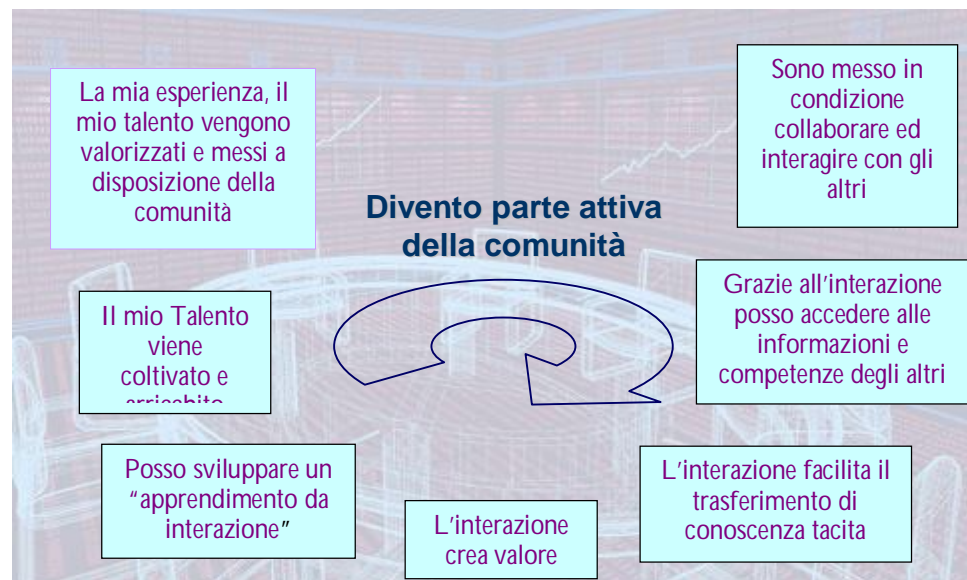 Divento parte attiva
della comunità
Sono messo in
condizione
collaborare ed
interagire con gli
altri
Grazie all'interazione
posso accedere alle
informazioni e
competenze degli altri
L'interazione facilita il
trasferimento di
conoscenza tacita
L'interazione
crea valore
Posso sviluppare un
“apprendimento da
interazione”
Il mio Talento
viene
coltivato e
La mia esperienza, il
mio talento vengono
valorizzati e messi a
disposizione della
comunità